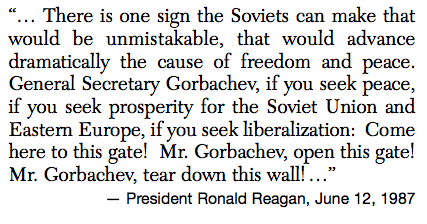 “… There is one sign the Soviets can make that
would be unmistakable, that would advance
dramatically the cause of freedom and peace.
General Secretary Gorbachev, if you seek peace,
if you seek prosperity for the Soviet Union and
Eastern Europe, if you seek liberalization:  Come
here to this gate!  Mr. Gorbachev, open this gate!
Mr. Gorbachev, tear down this wall! …”
— President Ronald Reagan, June 12, 1987